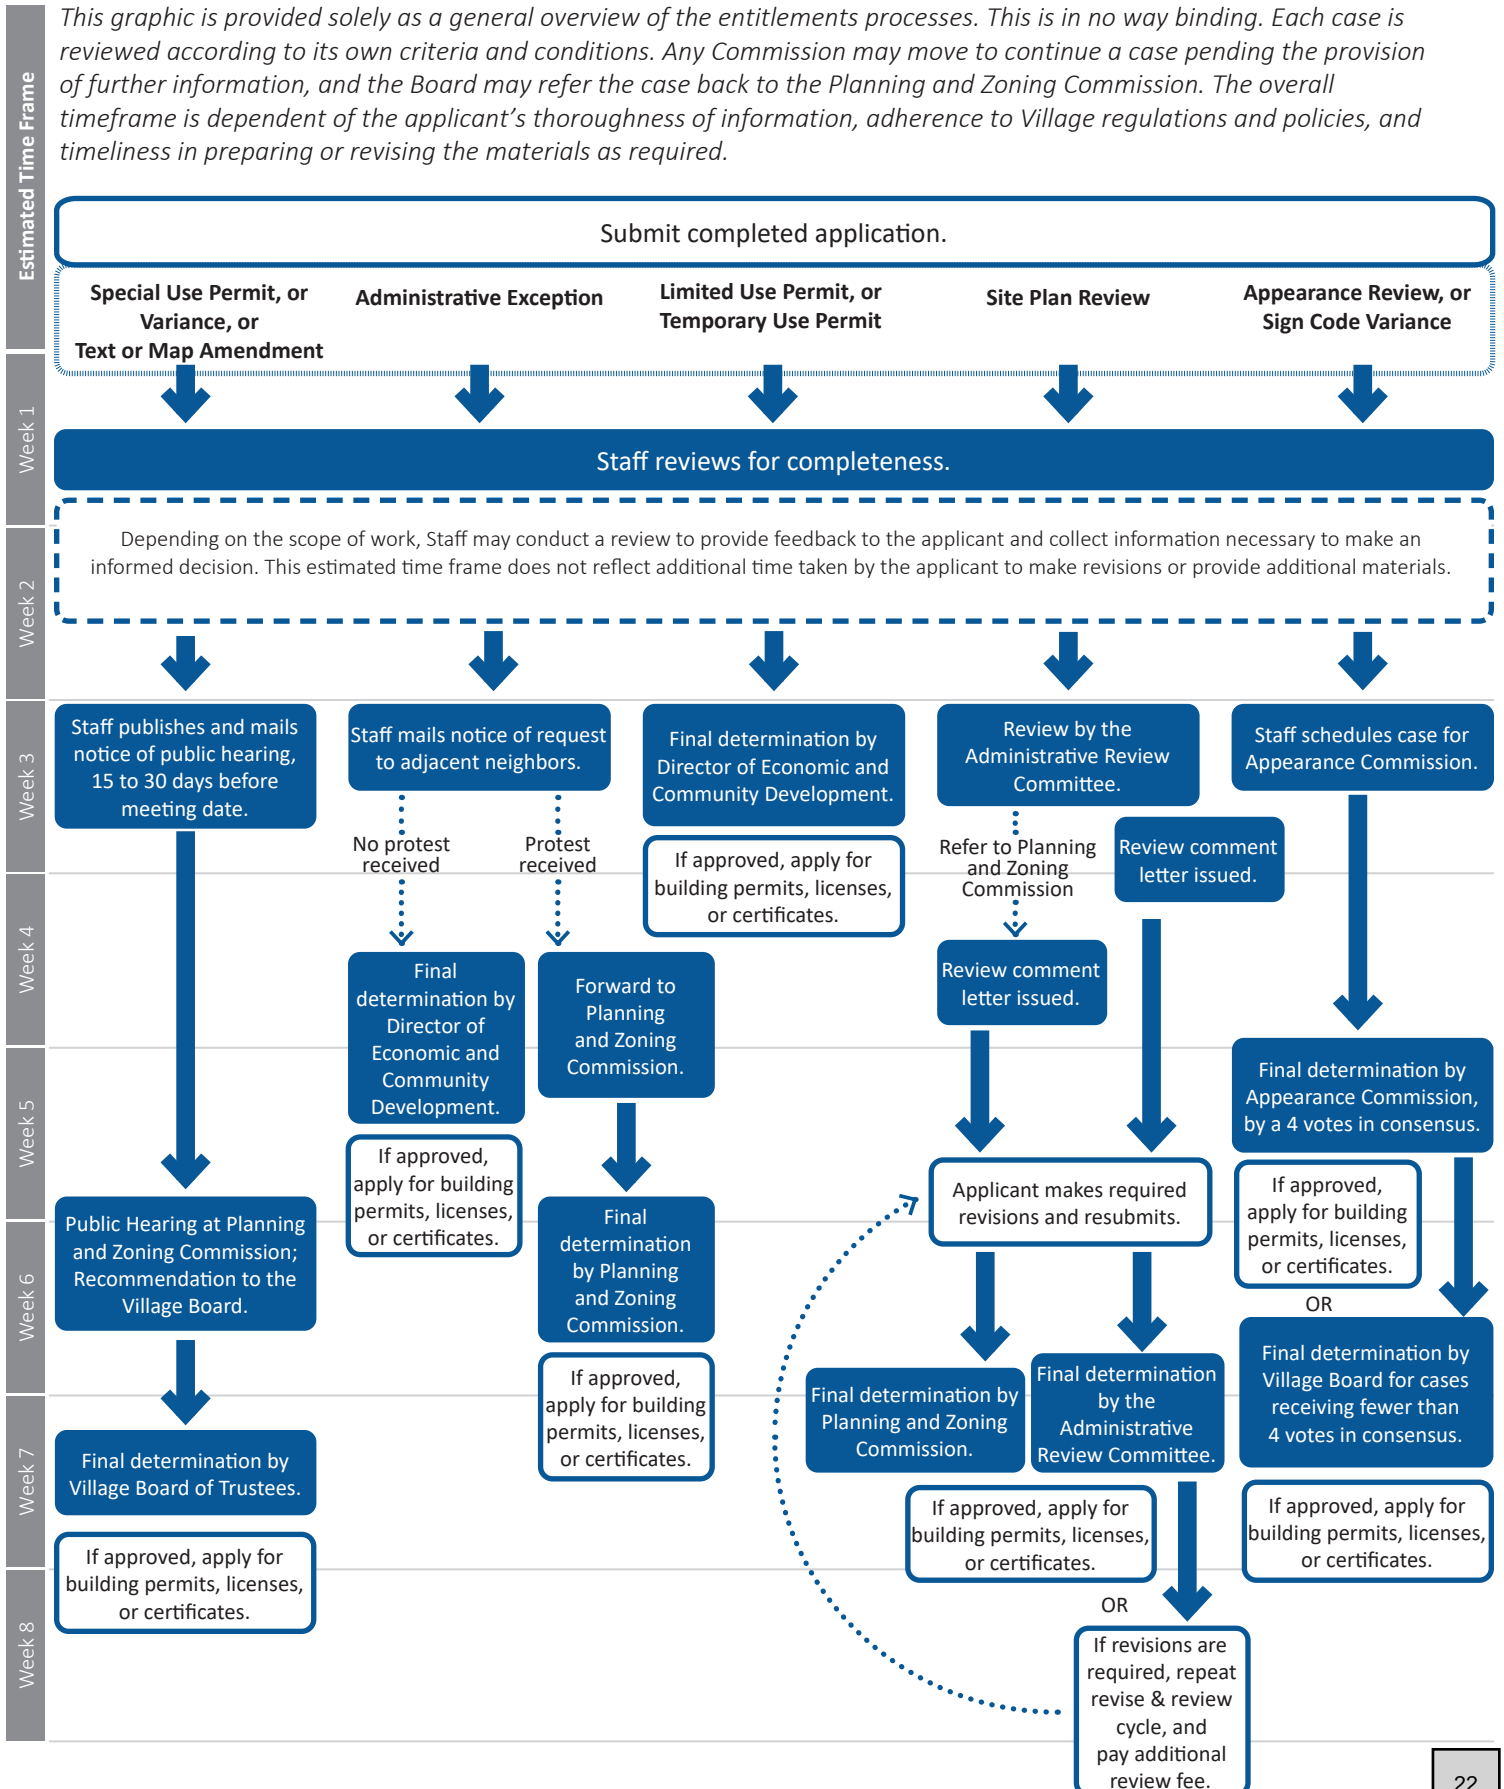 This graphic is provided solely as a general overview of the entitlements processes. This is in no way binding. Each case is
reviewed according to its own criteria and conditions. Any Commission may move to continue a case pending the provision
of further information, and the Board may refer the case back to the Planning and Zoning Commission. The overall
timeframe is dependent of the applicant's thoroughness of information, adherence to Village regulations and policies, and
timeliness in preparing or revising the materials as required.
Estimated Time Frame
Submit completed application.
Special Use Permit, or
Variance, or
Text or Map Amendment
Administrative Exception
Limited Use Permit, or
Temporary Use Permit
Site Plan Review
Appearance Review, or
Sign Code Variance
Week 1
Staff reviews for completeness.
Week 2
Depending on the scope of work, Staff may conduct a review to provide feedback to the applicant and collect information necessary to make an
informed decision. This estimated time frame does not reflect additional time taken by the applicant to make revisions or provide additional materials.
Week 3
Staff publishes and mails
notice of public hearing,
15 to 30 days before
meeting date.
Staff mails notice of request
to adjacent neighbors.
No protest
received
Protest
received
Final determination by
Director of Economic and
Community Development.
If approved, apply for
building permits, licenses,
or certificates.
Review by the
Administrative Review
Committee.
Refer to Planning
and Zoning
Commission
Review comment
letter issued.
Staff schedules case for
Appearance Commission.
Week 4
Final
determination by
Director of
Economic and
Community
Development.
Forward to
Planning
and Zoning
Commission.
Review comment
letter issued.
Week 5
If approved,
apply for building
permits, licenses,
or certificates.
Applicant makes required
revisions and resubmits.
Final determination by
Appearance Commission,
by a 4 votes in consensus.
If approved,
apply for building
permits, licenses,
or certificates.
OR
Week 6
Public Hearing at Planning
and Zoning Commission;
Recommendation to the
Village Board.
Final
determination
by Planning
and Zoning
Commission.
If approved,
apply for building
permits, licenses,
or certificates.
Final determination by
Planning and Zoning
Commission.
Final determination
by the
Administrative
Review Committee.
Final determination by
Village Board for cases
receiving fewer than
4 votes in consensus.
Week 7
Final determination by
Village Board of Trustees.
If approved, apply for
building permits, licenses,
or certificates.
If approved, apply for
building permits, licenses,
or certificates.
If approved, apply for
building permits, licenses,
or certificates.
Week 8
OR
If revisions are
required, repeat
revise & review
cycle, and
pay additional
review fee.
22